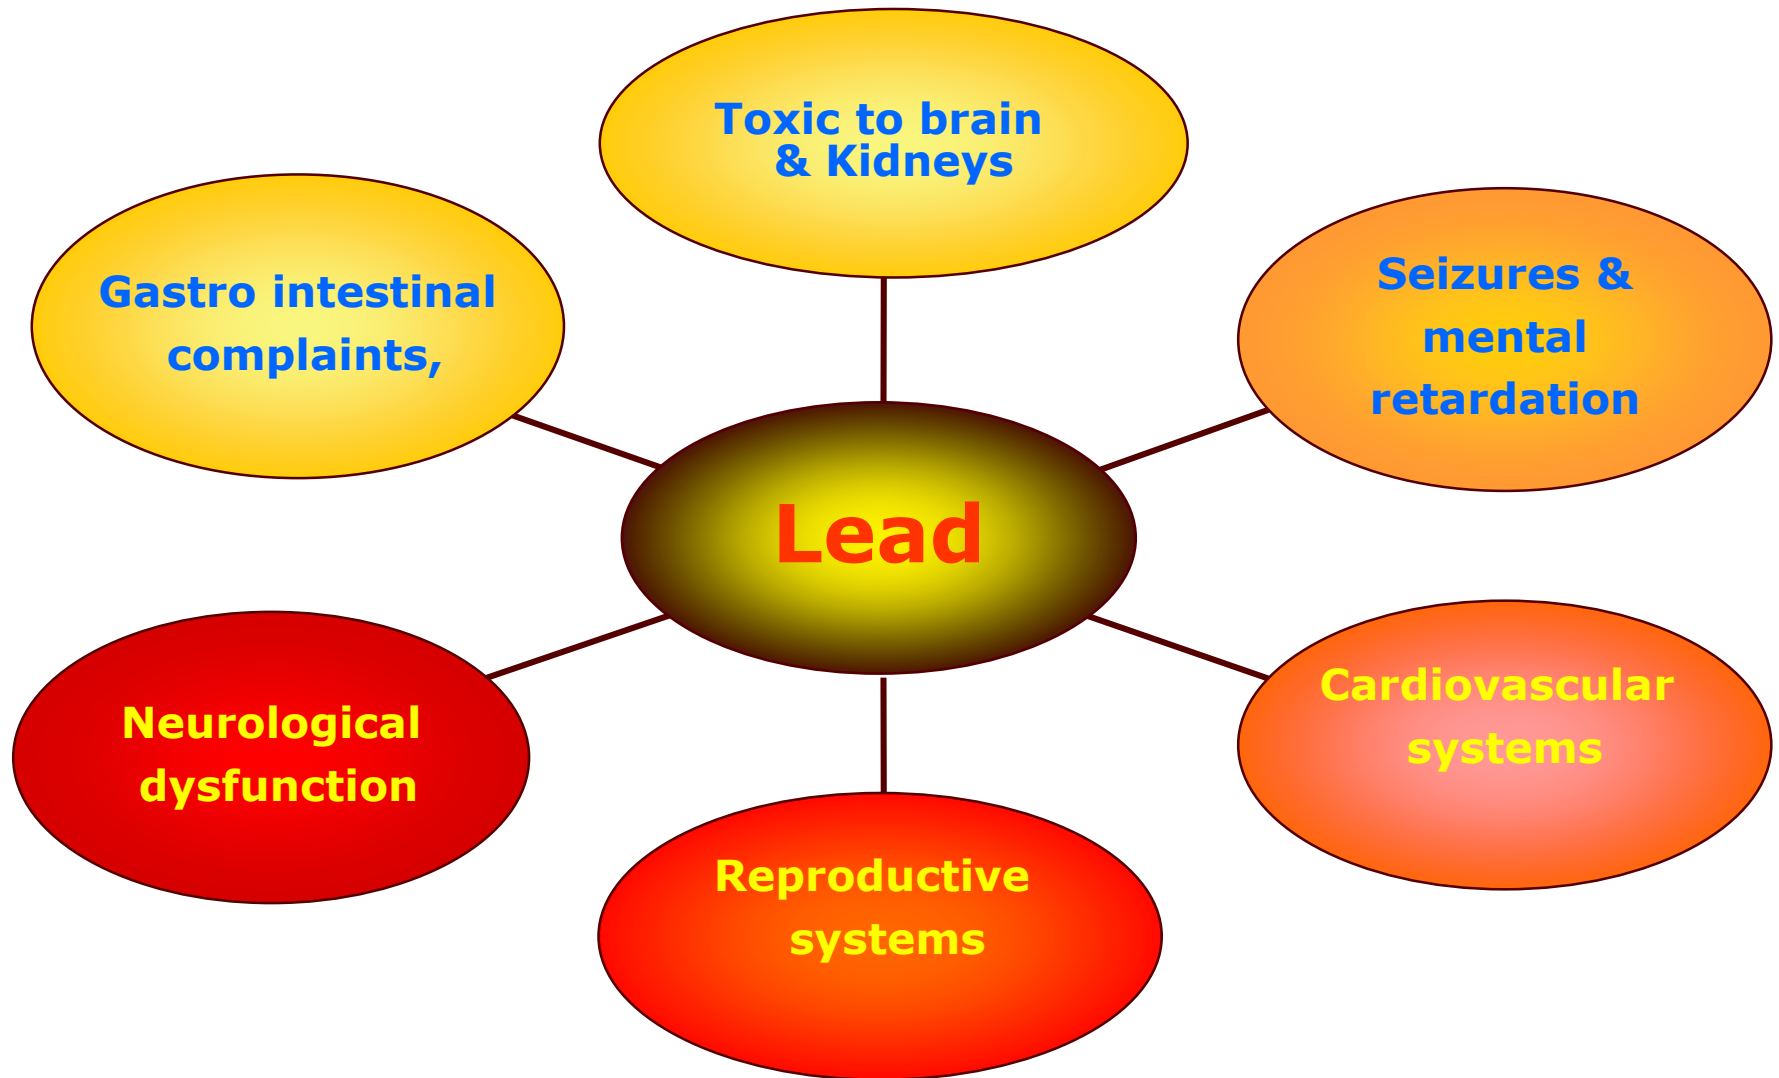 Toxic to brain
& Kidneys
Gastro intestinal
complaints,
Seizures &
mental
retardation
Lead
Neurological
dysfunction
Cardiovascular
systems
Reproductive
systems